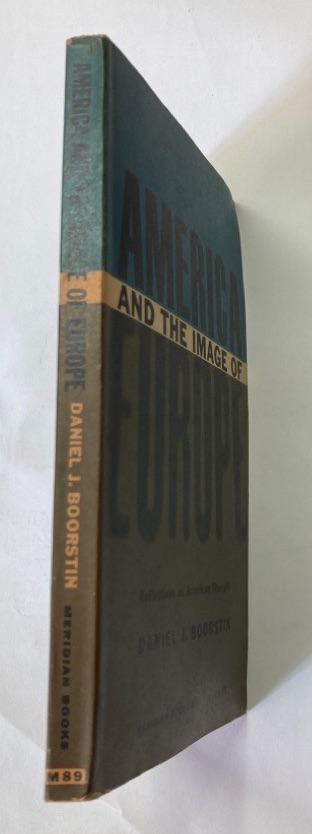 AMERICA AND THE IMAGE OF EUROPE DANIEL J. BOORSTIN MERIDIAN BOOKS
M89
AMERICA
AND THE IMAGE OF
EUROPE
Reflections on American Thought
DANIEL J. BOORSTIN